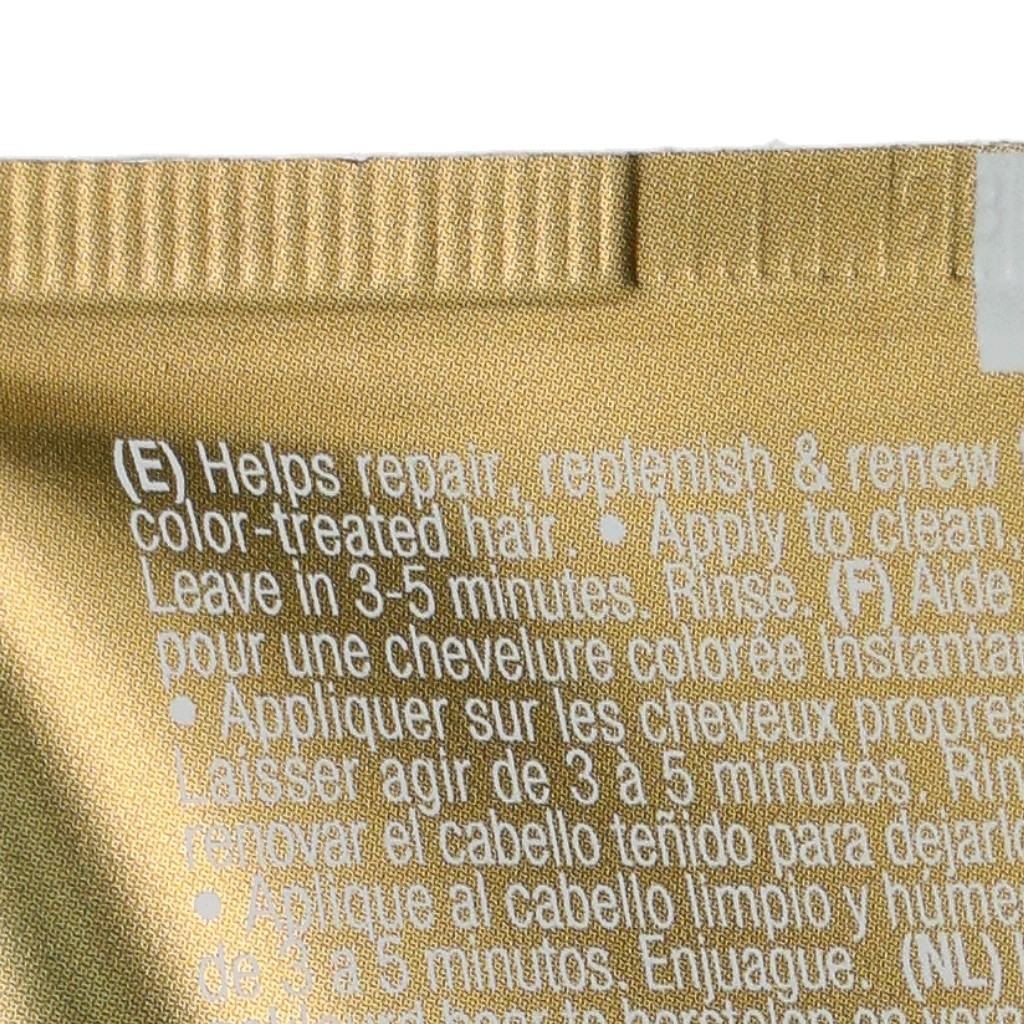 (E) Helps repair, replenish & renew
color-treated hair. • Apply to clean,
Leave in 3-5 minutes. Rinse. (F) Aide
pour une chevelure colorée
• Appliquer sur les cheveux propres
Laisser agir de 3 à 5 minutes.
renovar el cabello teñido para
• Aplique al cabello limpio y
de 3 a 5 minutos. Enjuague. (NL)